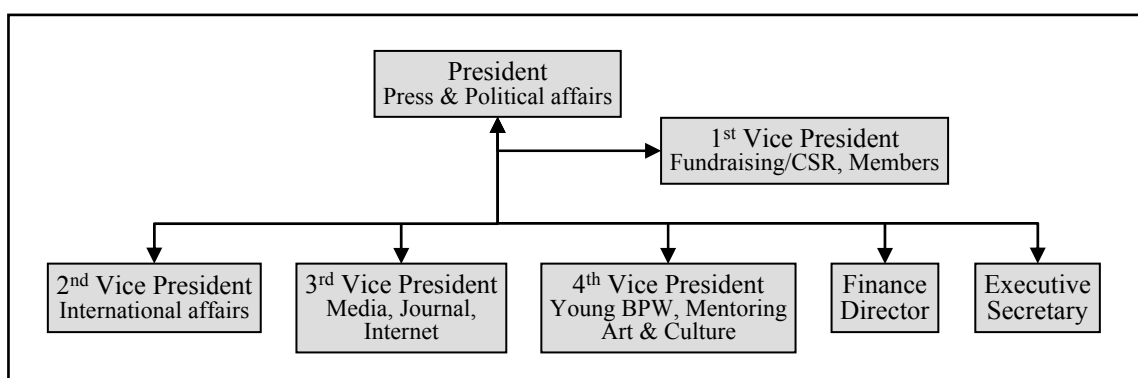 President
Press & Political affairs
1st Vice President
Fundraising/CSR, Members
2nd Vice President
International affairs
3rd Vice President
Media, Journal,
Internet
4th Vice President
Young BPW, Mentoring
Art & Culture
Finance
Director
Executive
Secretary